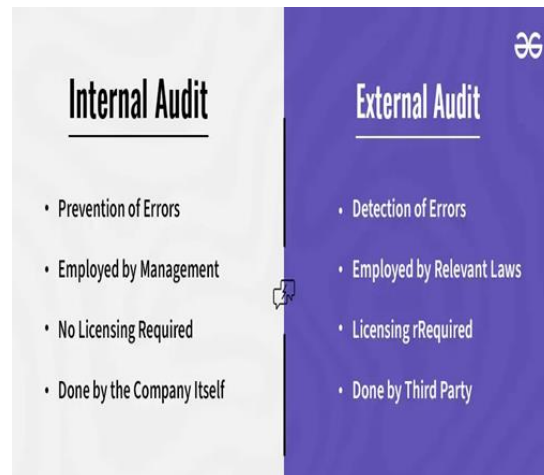 Internal Audit
• Prevention of Errors
• Employed by Management
• No Licensing Required
• Done by the Company Itself
External Audit
• Detection of Errors
• Employed by Relevant Laws
• Licensing rRequired
• Done by Third Party